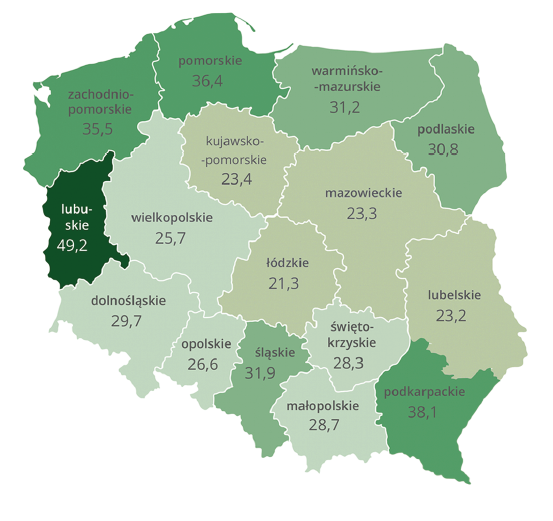 pomorskie
36,4
warmińsko-
-mazurskie
31,2
zachodnio-
pomorskie
35,5
podlaskie
30,8
kujawsko-
-pomorskie
23,4
mazowieckie
23,3
lubu-
skie
49,2
wielkopolskie
25,7
łódzkie
21,3
lubelskie
23,2
dolnośląskie
29,7
opolskie
26,6
śląskie
31,9
święto-
krzyskie
28,3
małopolskie
28,7
podkarpackie
38,1